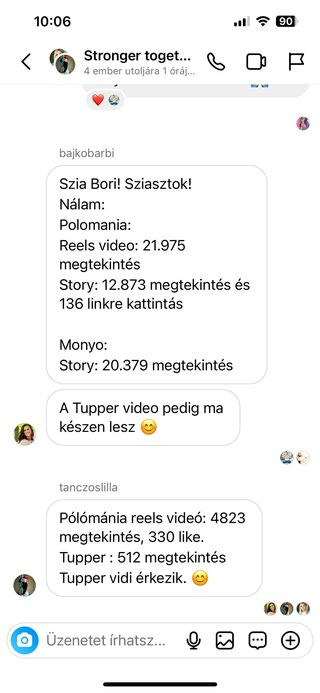 10:06
90
Stronger toget...
4 ember utoljára 1 óráj...
bajkobarbi
Szia Bori! Sziasztok!
Nálam:
Polomania:
Reels video: 21.975
megtekintés
Story: 12.873 megtekintés és
136 linkre kattintás
Monyo:
Story: 20.379 megtekintés
A Tupper video pedig ma
készen lesz 😊
tanczoslilla
Pólómánia reels videó: 4823
megtekintés, 330 like.
Tupper : 512 megtekintés
Tupper vidi érkezik. 😊
Üzenetet írhatsz...